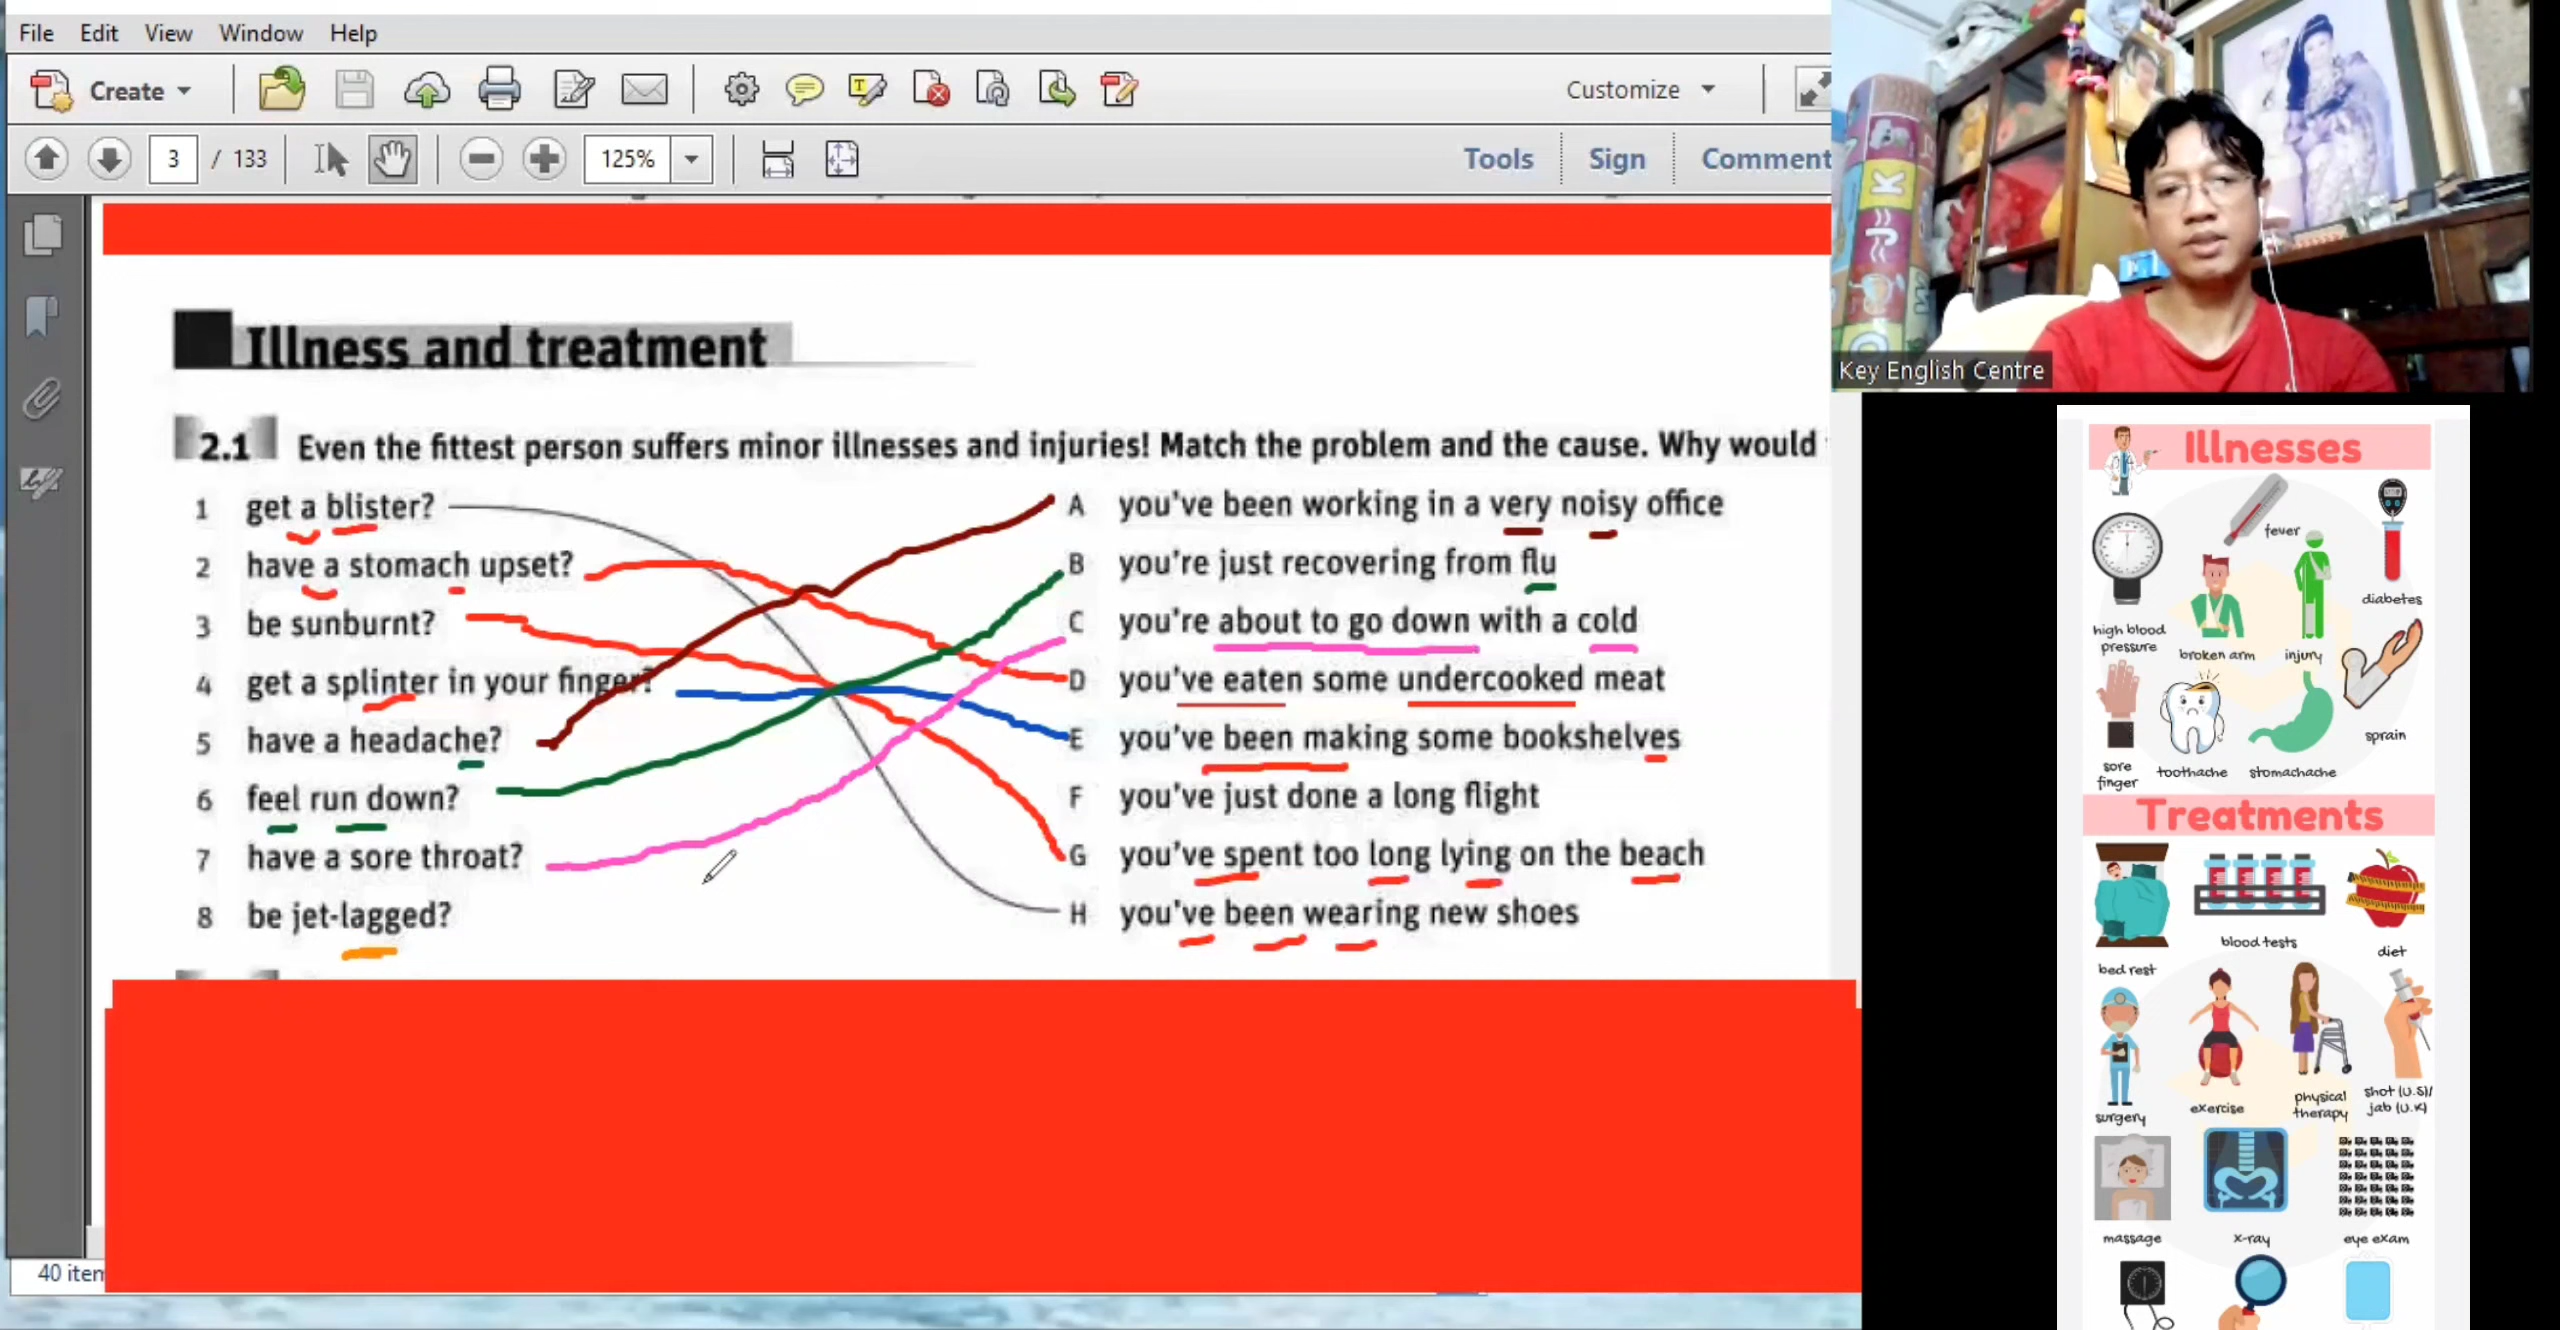 File Edit View Window Help
Create
Customize
3 / 133
125%
Tools Sign Comment
Illness and treatment
2.1 Even the fittest person suffers minor illnesses and injuries! Match the problem and the cause. Why would
1 get a blister?
2 have a stomach upset?
3 be sunburnt?
4 get a splinter in your finger?
5 have a headache?
6 feel run down?
7 have a sore throat?
8 be jet-lagged?
A you've been working in a very noisy office
B you're just recovering from flu
C you're about to go down with a cold
D you've eaten some undercooked meat
E you've been making some bookshelves
F you've just done a long flight
G you've spent too long lying on the beach
H you've been wearing new shoes
40 item
Key English Centre
Illnesses
fever
diabetes
high blood
pressure
broken arm
injury
sprain
sore
finger
toothache
stomachache
Treatments
blood tests
diet
bed rest
surgery
exercise
physical
therapy
shot (U.S)/
jab (U.K)
massage
x-ray
eye exam